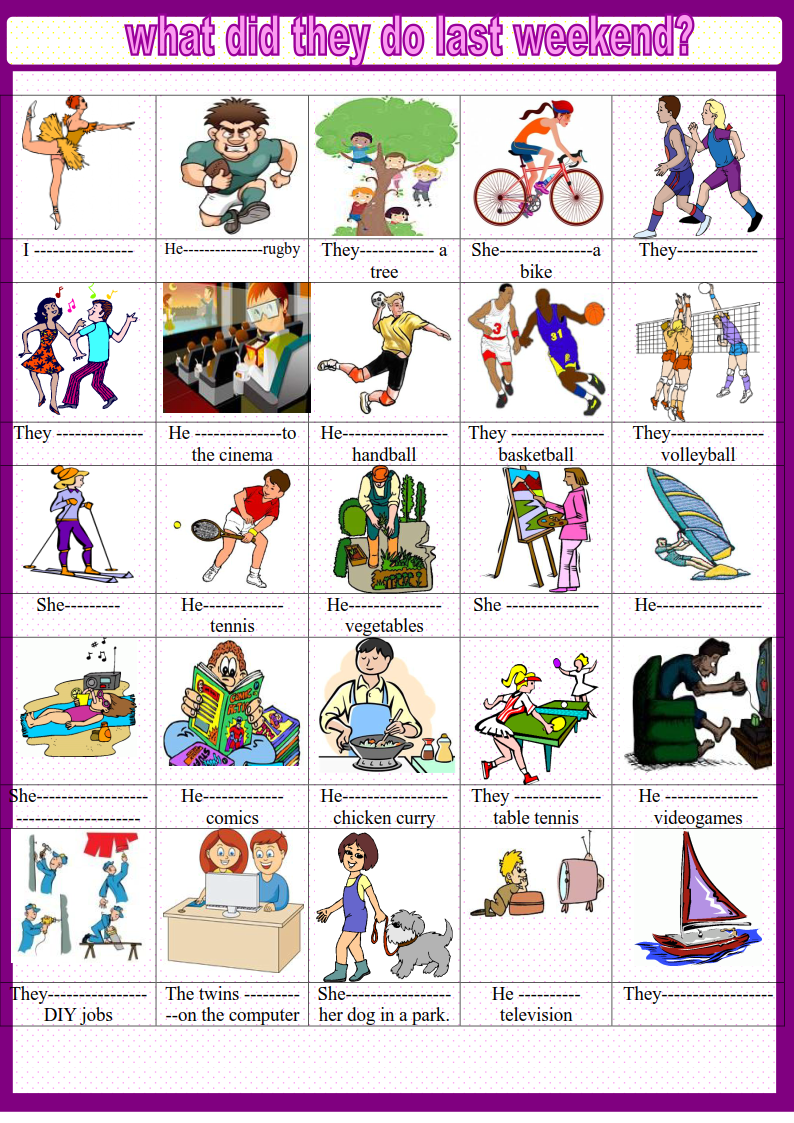 what did they do last weekend?
I ----------------
He---------------rugby
They------------ a
tree
She---------------a
bike
They-------------
They --------------
He --------------to
the cinema
He-----------------
handball
They ---------------
basketball
They---------------
volleyball
She---------
He-------------
tennis
He---------------
vegetables
She ---------------
He-----------------
She------------------
--------------------
He-------------
comics
He---------------
chicken curry
They --------------
table tennis
He ---------------
videogames
They----------------
DIY jobs
The twins ---------
--on the computer
She-----------------
her dog in a park.
He ----------
television
They------------------